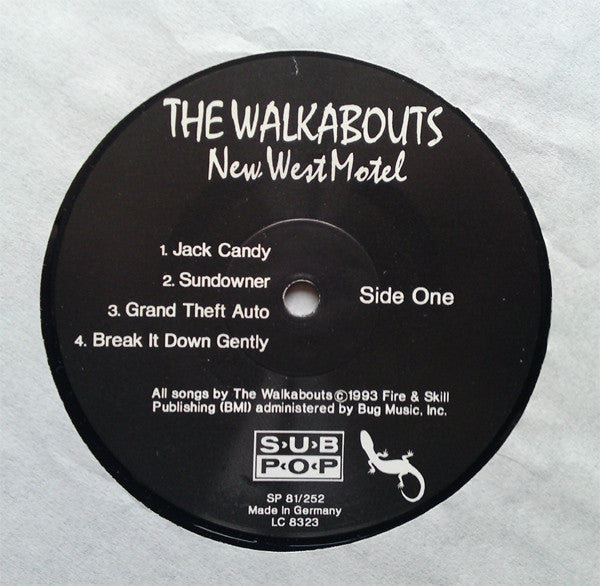 THE WALKABOUTS
New West Motel
1. Jack Candy
2. Sundowner
3. Grand Theft Auto
4. Break It Down Gently
Side One
All songs by The Walkabouts ©1993 Fire & Skill
Publishing (BMI) administered by Bug Music, Inc.
S›U›B
P‹O‹P
SP 81/252
Made In Germany
LC 8323